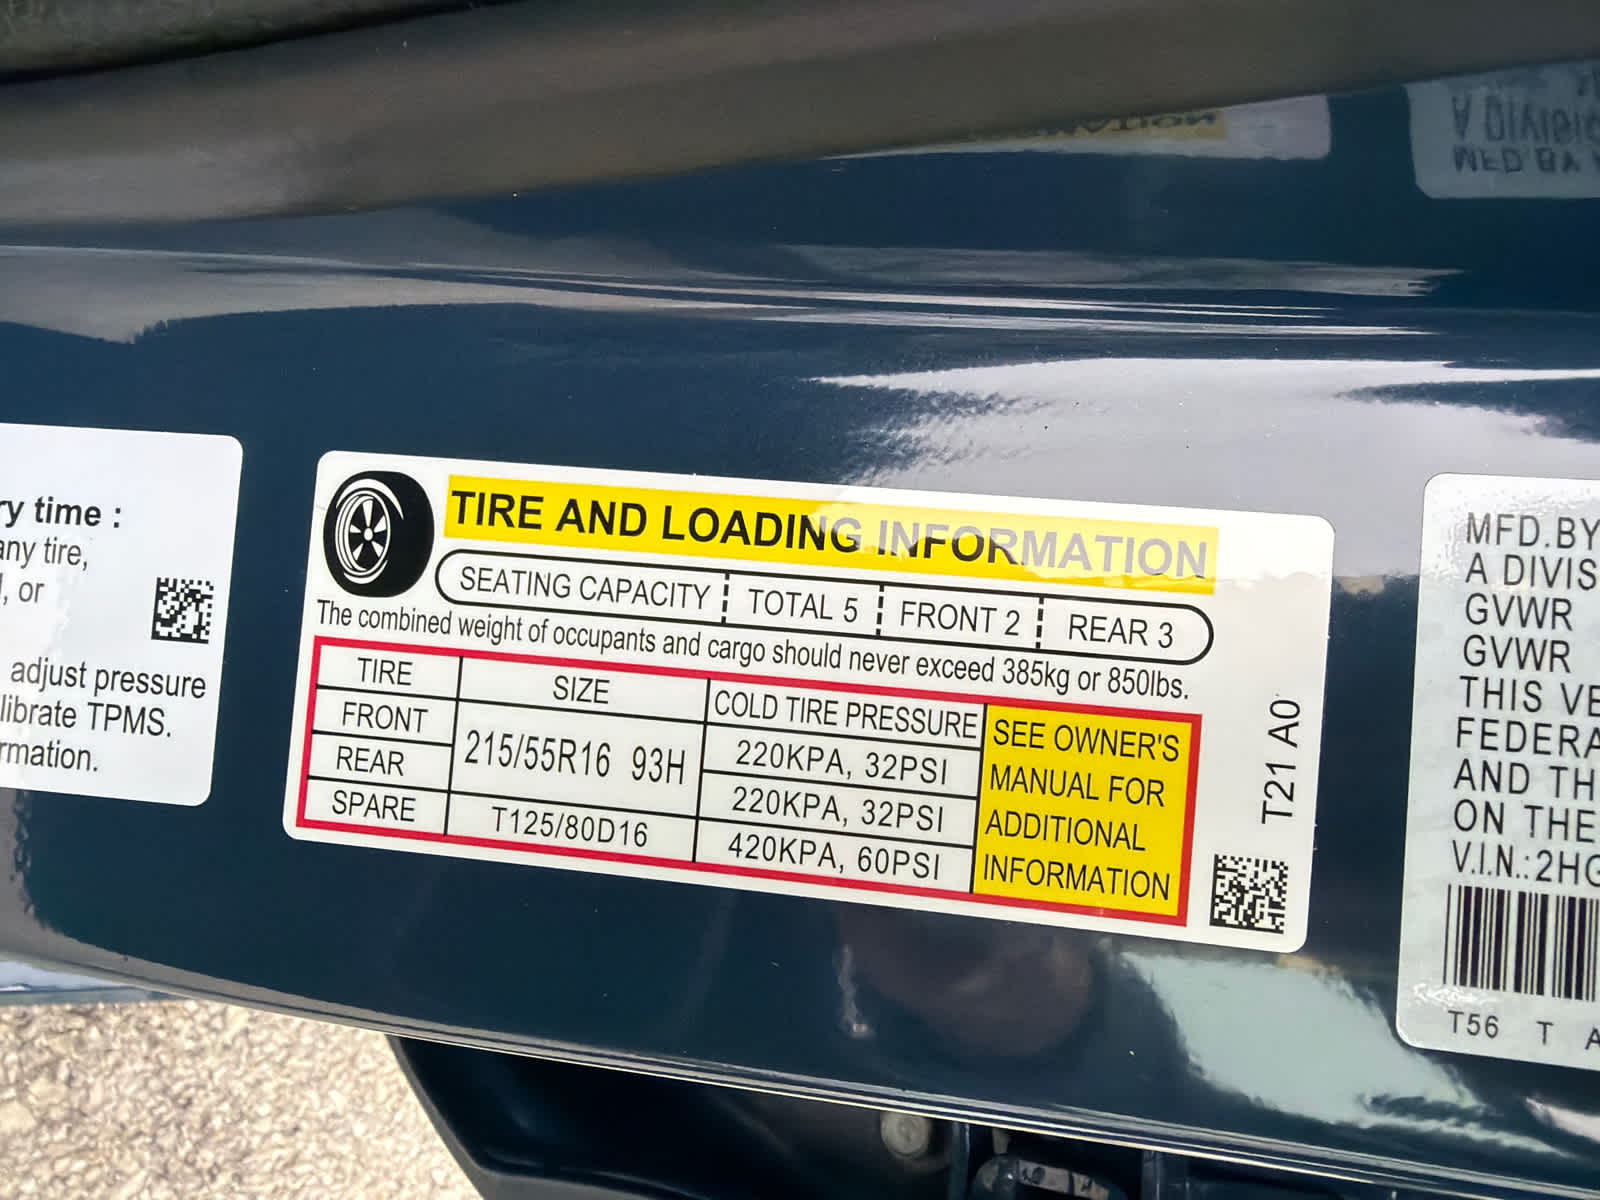 ry time :
any tire,
, or
adjust pressure
librate TPMS.
rmation.
TIRE AND LOADING INFORMATION
SEATING CAPACITY TOTAL 5 FRONT 2 REAR 3
The combined weight of occupants and cargo should never exceed 385kg or 850lbs.
TIRE SIZE COLD TIRE PRESSURE
FRONT 215/55R16 93H 220KPA, 32PSI
REAR 220KPA, 32PSI
SPARE T125/80D16 420KPA, 60PSI
SEE OWNER'S
MANUAL FOR
ADDITIONAL
INFORMATION
T21 A0
MFD.BY
A DIVIS
GVWR
GVWR
THIS VE
FEDERA
AND TH
ON THE
V.I.N.:2HG
T56 T A